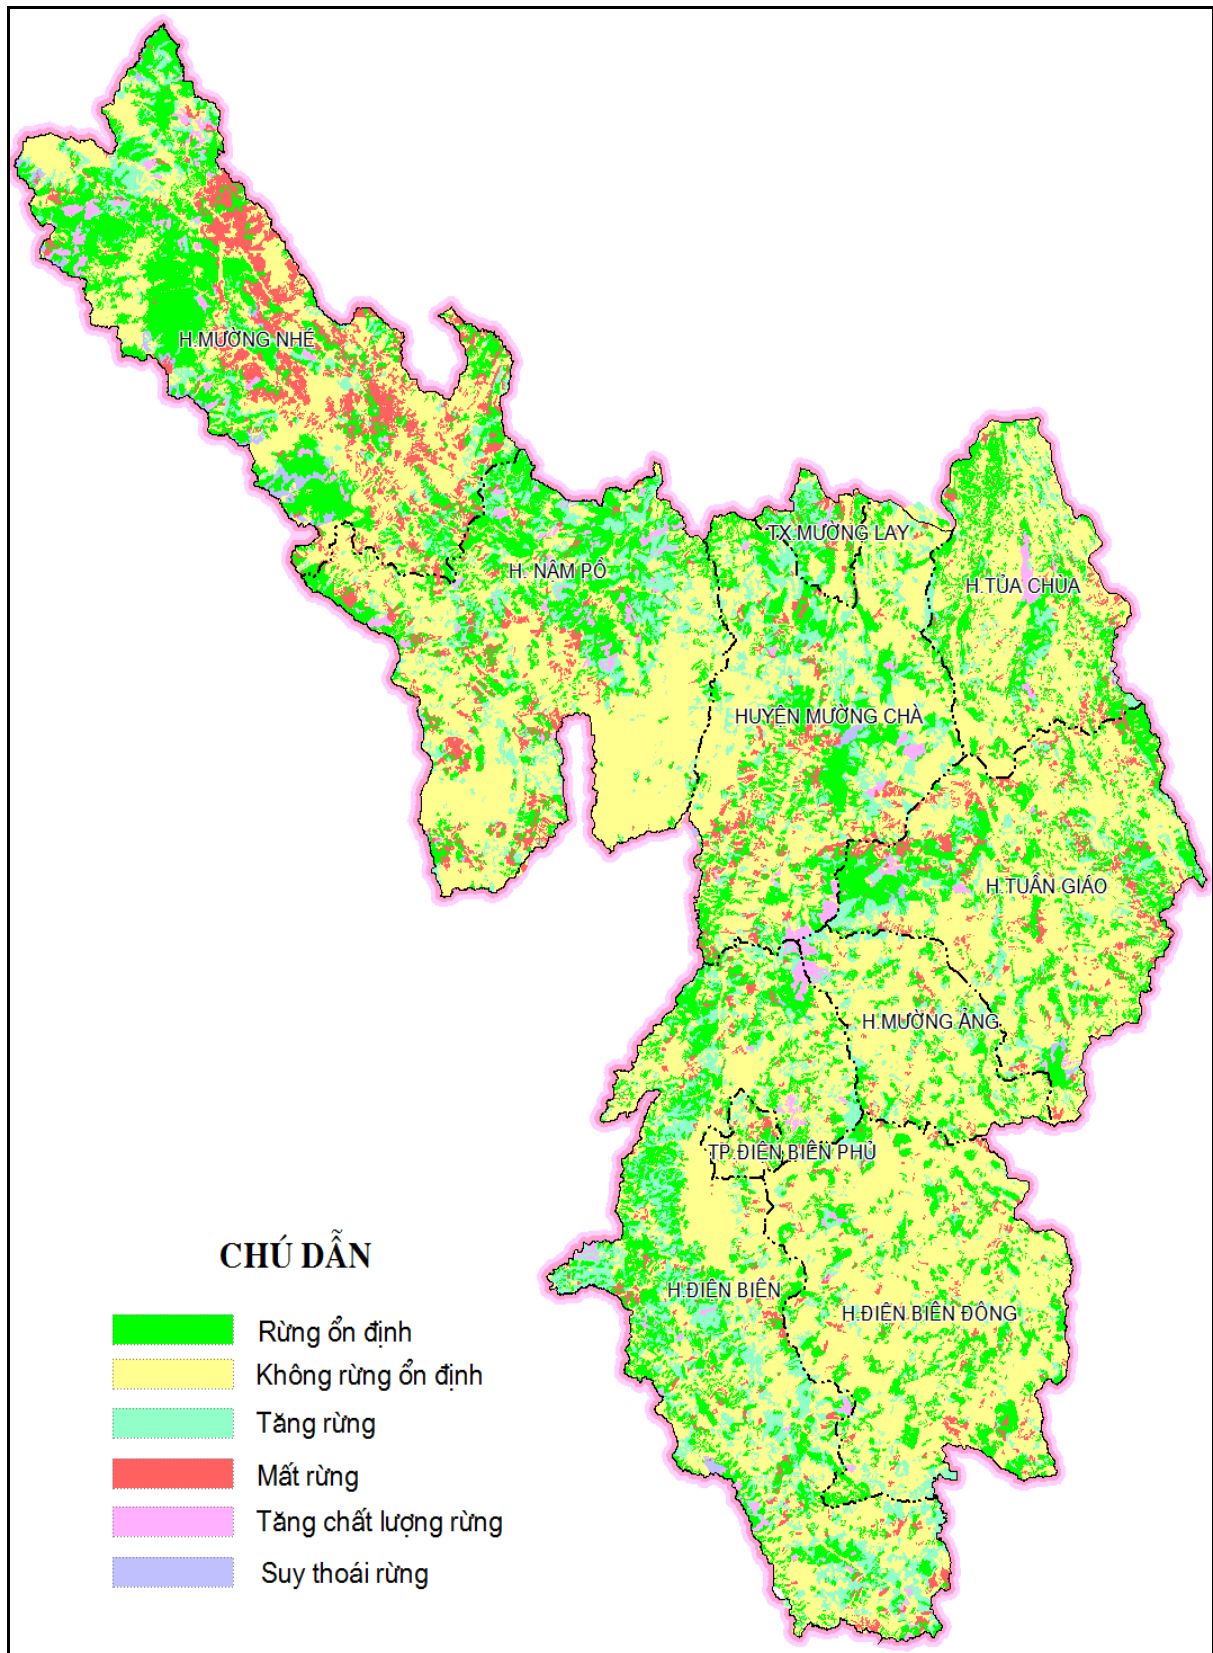 H.MƯỜNG NHÉ
TX.MƯỜNG LAY
H. NẬM PỒ
H.TỦA CHÙA
HUYỆN MƯỜNG CHÀ
H.TUẦN GIÁO
H.MƯỜNG ẢNG
TP.ĐIỆN BIÊN PHỦ
H.ĐIỆN BIÊN
H.ĐIỆN BIÊN ĐÔNG
CHÚ DẪN
Rừng ổn định
Không rừng ổn định
Tăng rừng
Mất rừng
Tăng chất lượng rừng
Suy thoái rừng